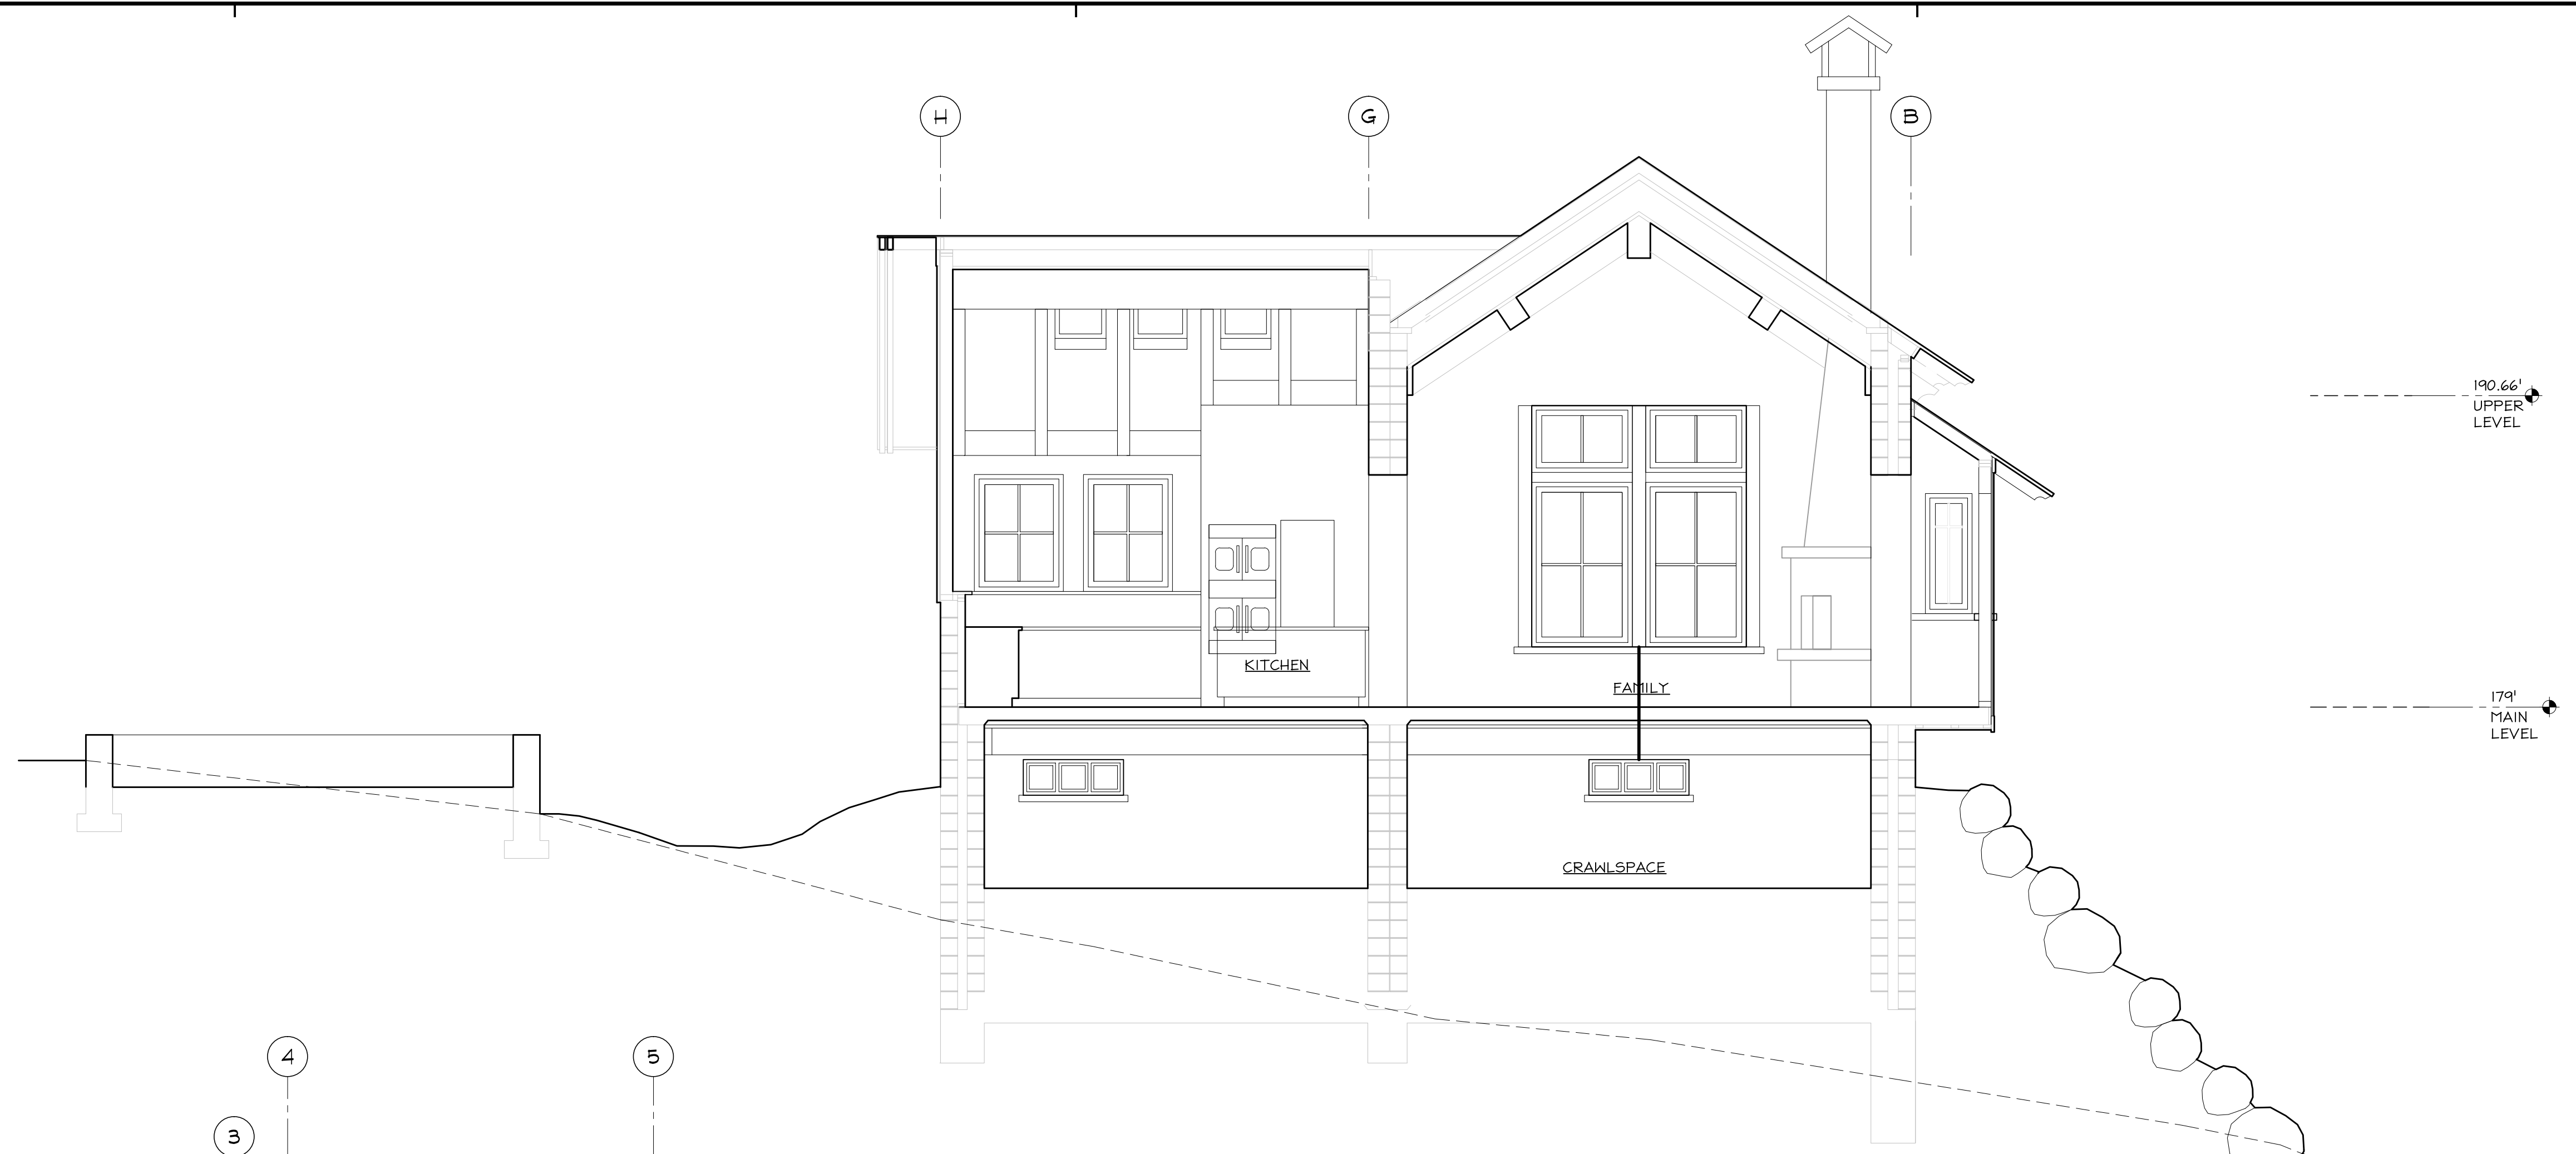 H
G
B
190.66'
UPPER
LEVEL
KITCHEN
FAMILY
179'
MAIN
LEVEL
CRAWLSPACE
4
5
3